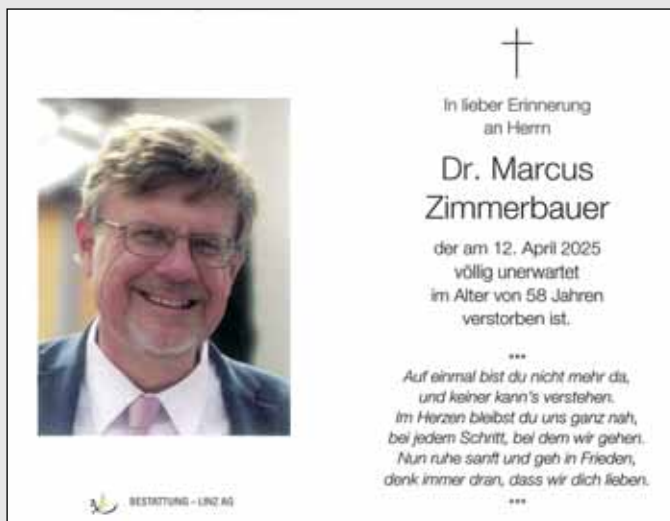 In lieber Erinnerung
an Herrn
Dr. Marcus
Zimmerbauer
der am 12. April 2025
völlig unerwartet
im Alter von 58 Jahren
verstorben ist.
***
Auf einmal bist du nicht mehr da,
und keiner kann's verstehen.
Im Herzen bleibst du uns ganz nah,
bei jedem Schritt, bei dem wir gehen.
Nun ruhe sanft und geh in Frieden,
denk immer dran, dass wir dich lieben.
***
BESTATTUNG – LINZ AG